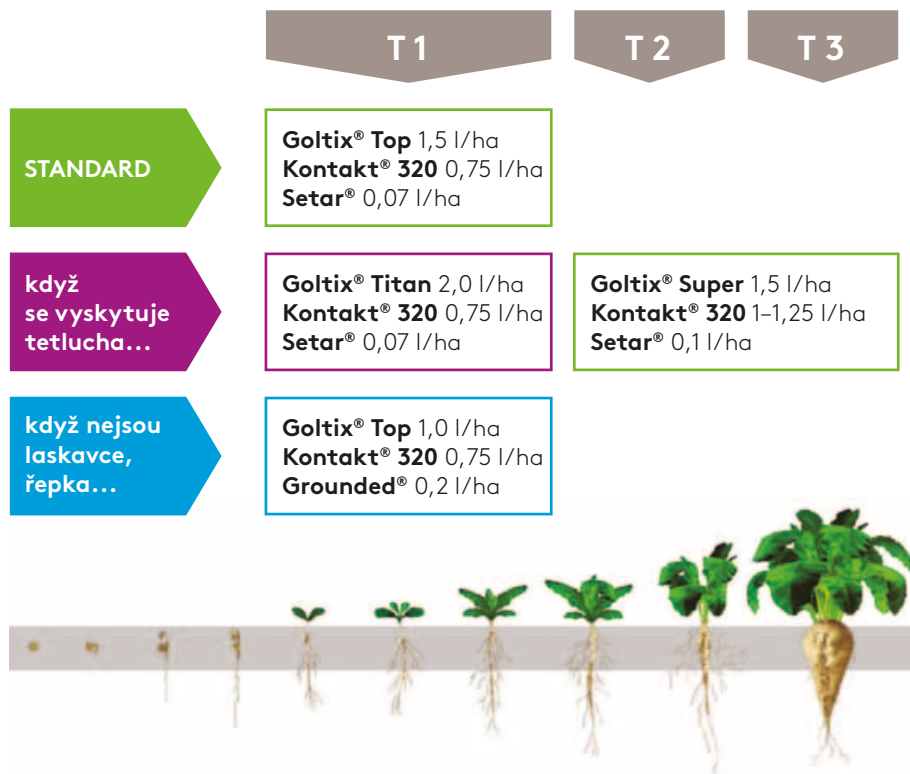 T 1
T 2
T 3
STANDARD
Goltix® Top 1,5 l/ha
Kontakt® 320 0,75 l/ha
Setar® 0,07 l/ha
když
se vyskytuje
tetlucha...
Goltix® Titan 2,0 l/ha
Kontakt® 320 0,75 l/ha
Setar® 0,07 l/ha
Goltix® Super 1,5 l/ha
Kontakt® 320 1–1,25 l/ha
Setar® 0,1 l/ha
když nejsou
laskavce,
řepka...
Goltix® Top 1,0 l/ha
Kontakt® 320 0,75 l/ha
Grounded® 0,2 l/ha